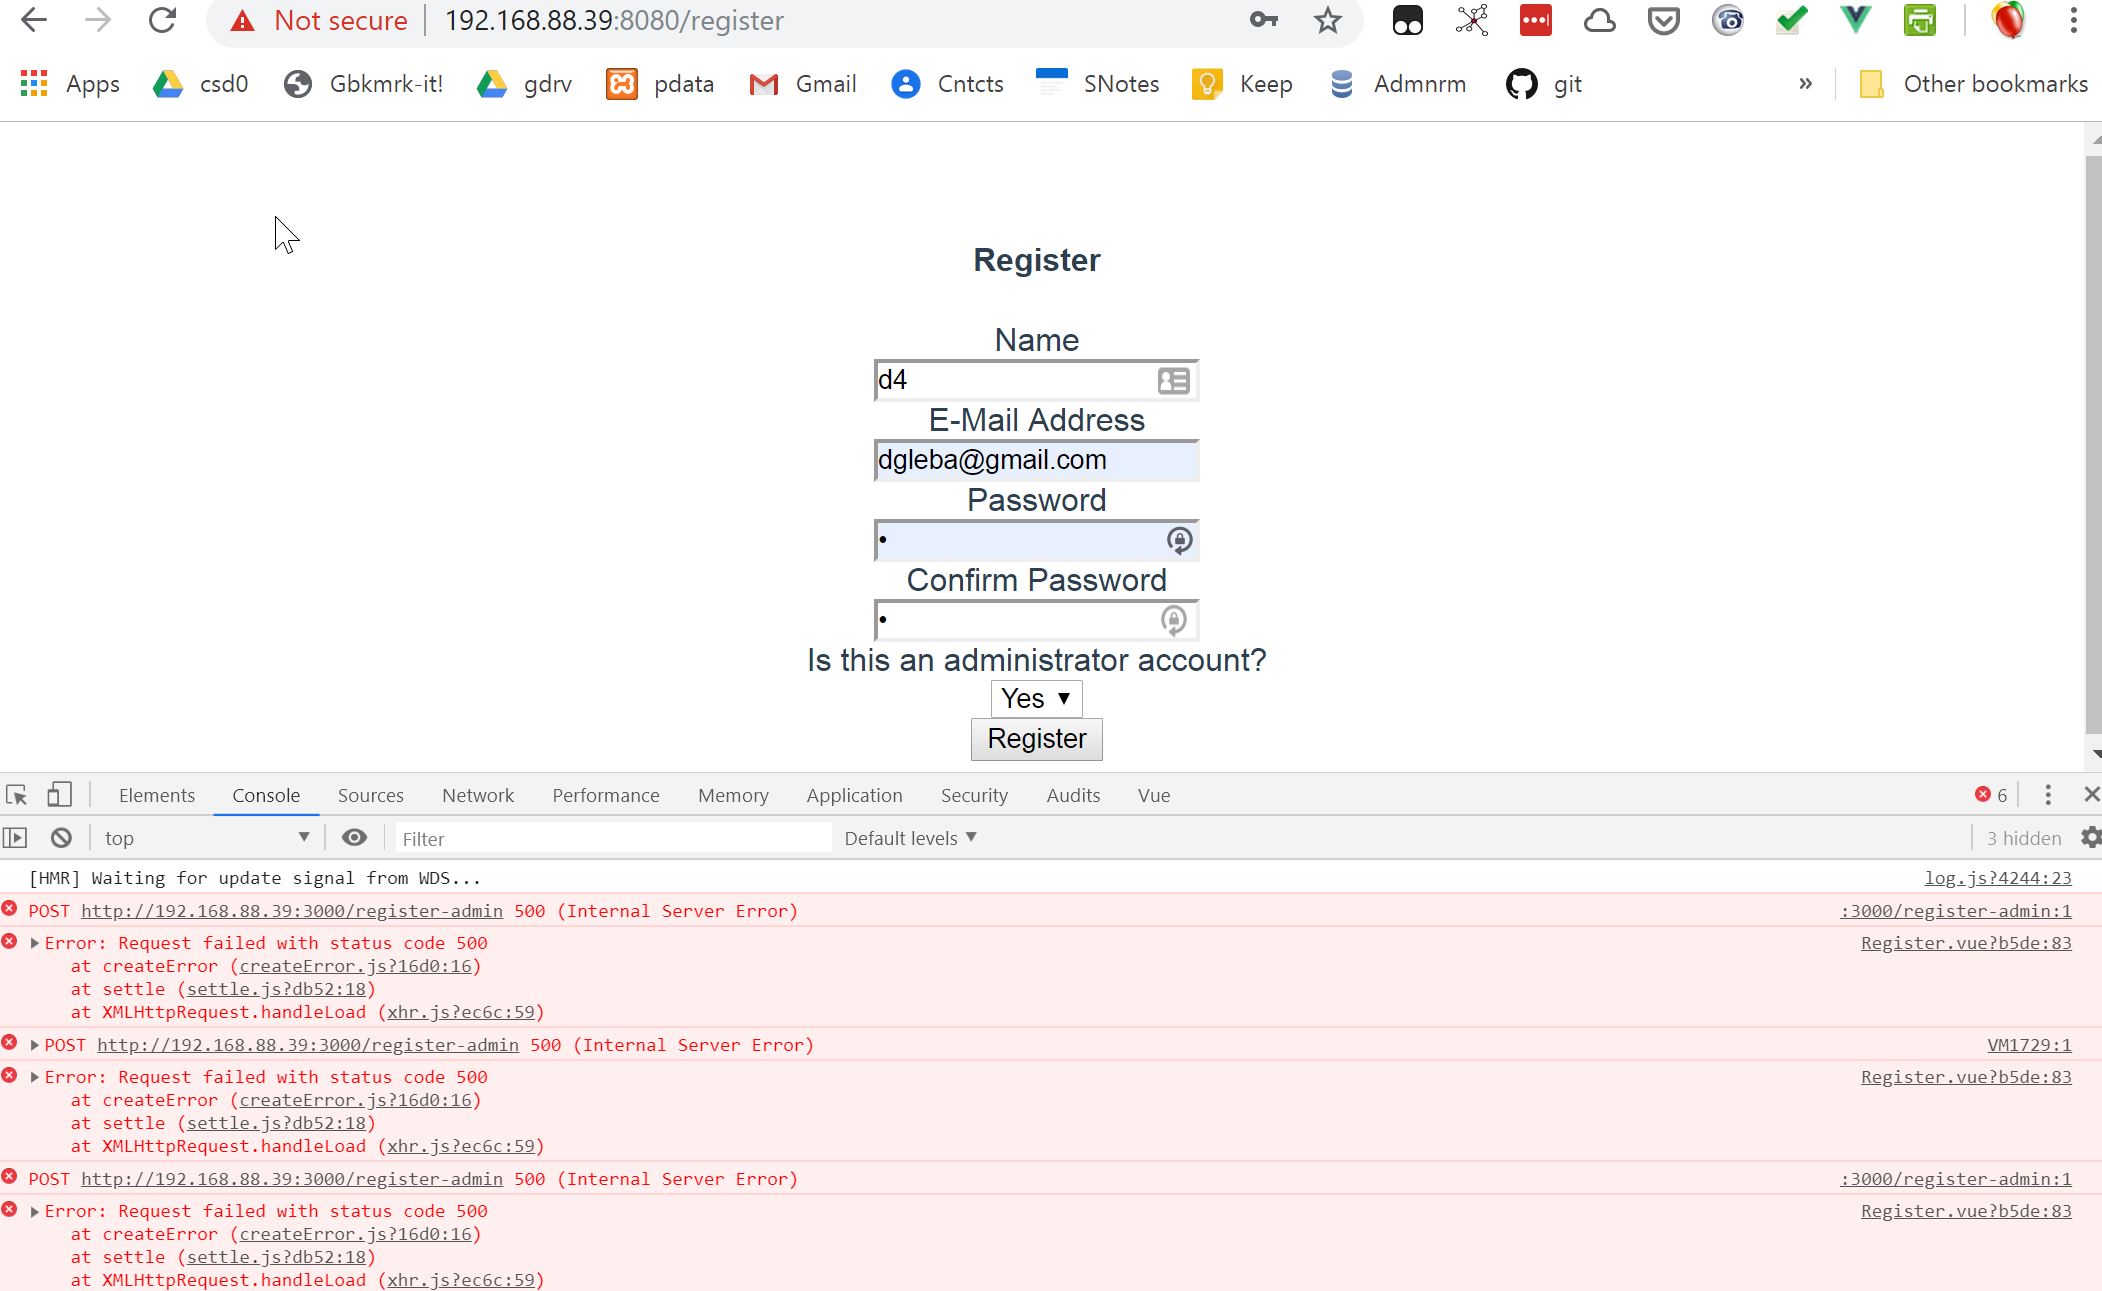 Not secure 192.168.88.39:8080/register
Apps csd0 Gbkmrk-it! gdrv pdata Gmail Cntcts SNotes Keep Admnrm git » Other bookmarks
Register
Name
d4
E-Mail Address
dgleba@gmail.com
Password
•
Confirm Password
•
Is this an administrator account?
Yes
Register
Elements Console Sources Network Performance Memory Application Security Audits Vue 6
top Filter Default levels 3 hidden
[HMR] Waiting for update signal from WDS... log.js?4244:23
POST http://192.168.88.39:3000/register-admin 500 (Internal Server Error) :3000/register-admin:1
Error: Request failed with status code 500 Register.vue?b5de:83
at createError (createError.js?16d0:16)
at settle (settle.js?db52:18)
at XMLHttpRequest.handleLoad (xhr.js?ec6c:59)
POST http://192.168.88.39:3000/register-admin 500 (Internal Server Error) VM1729:1
Error: Request failed with status code 500 Register.vue?b5de:83
at createError (createError.js?16d0:16)
at settle (settle.js?db52:18)
at XMLHttpRequest.handleLoad (xhr.js?ec6c:59)
POST http://192.168.88.39:3000/register-admin 500 (Internal Server Error) :3000/register-admin:1
Error: Request failed with status code 500 Register.vue?b5de:83
at createError (createError.js?16d0:16)
at settle (settle.js?db52:18)
at XMLHttpRequest.handleLoad (xhr.js?ec6c:59)